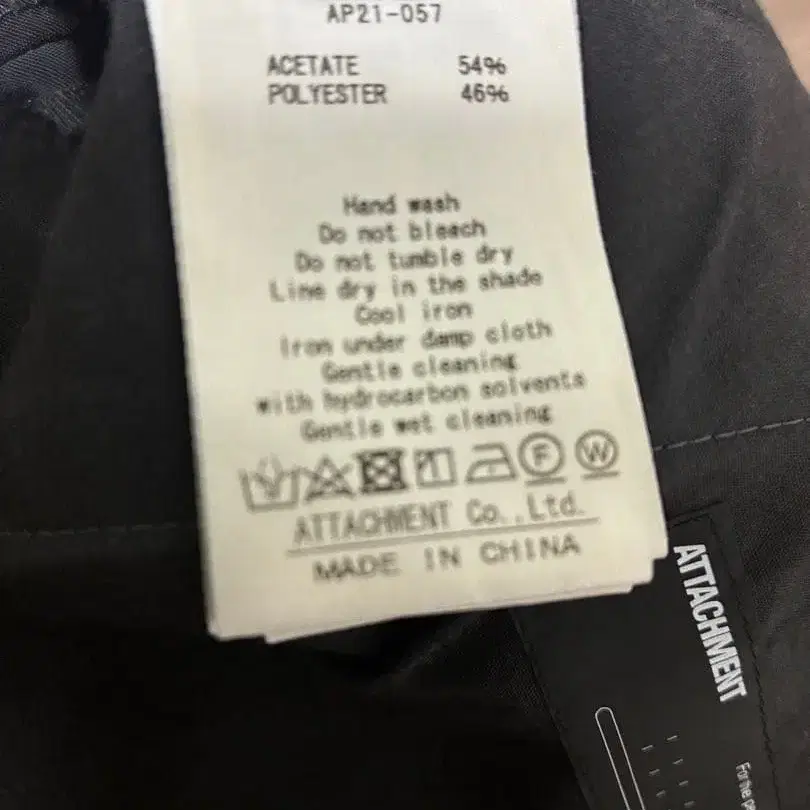 AP21-057
ACETATE 54%
POLYESTER 46%
Hand wash
Do not bleach
Do not tumble dry
Line dry in the shade
Cool iron
Iron under damp cloth
Gentle cleaning
with hydrocarbon solvents
Gentle wet cleaning
F W
ATTACHMENT Co.,Ltd.
MADE IN CHINA
ATTACHMENT
For the